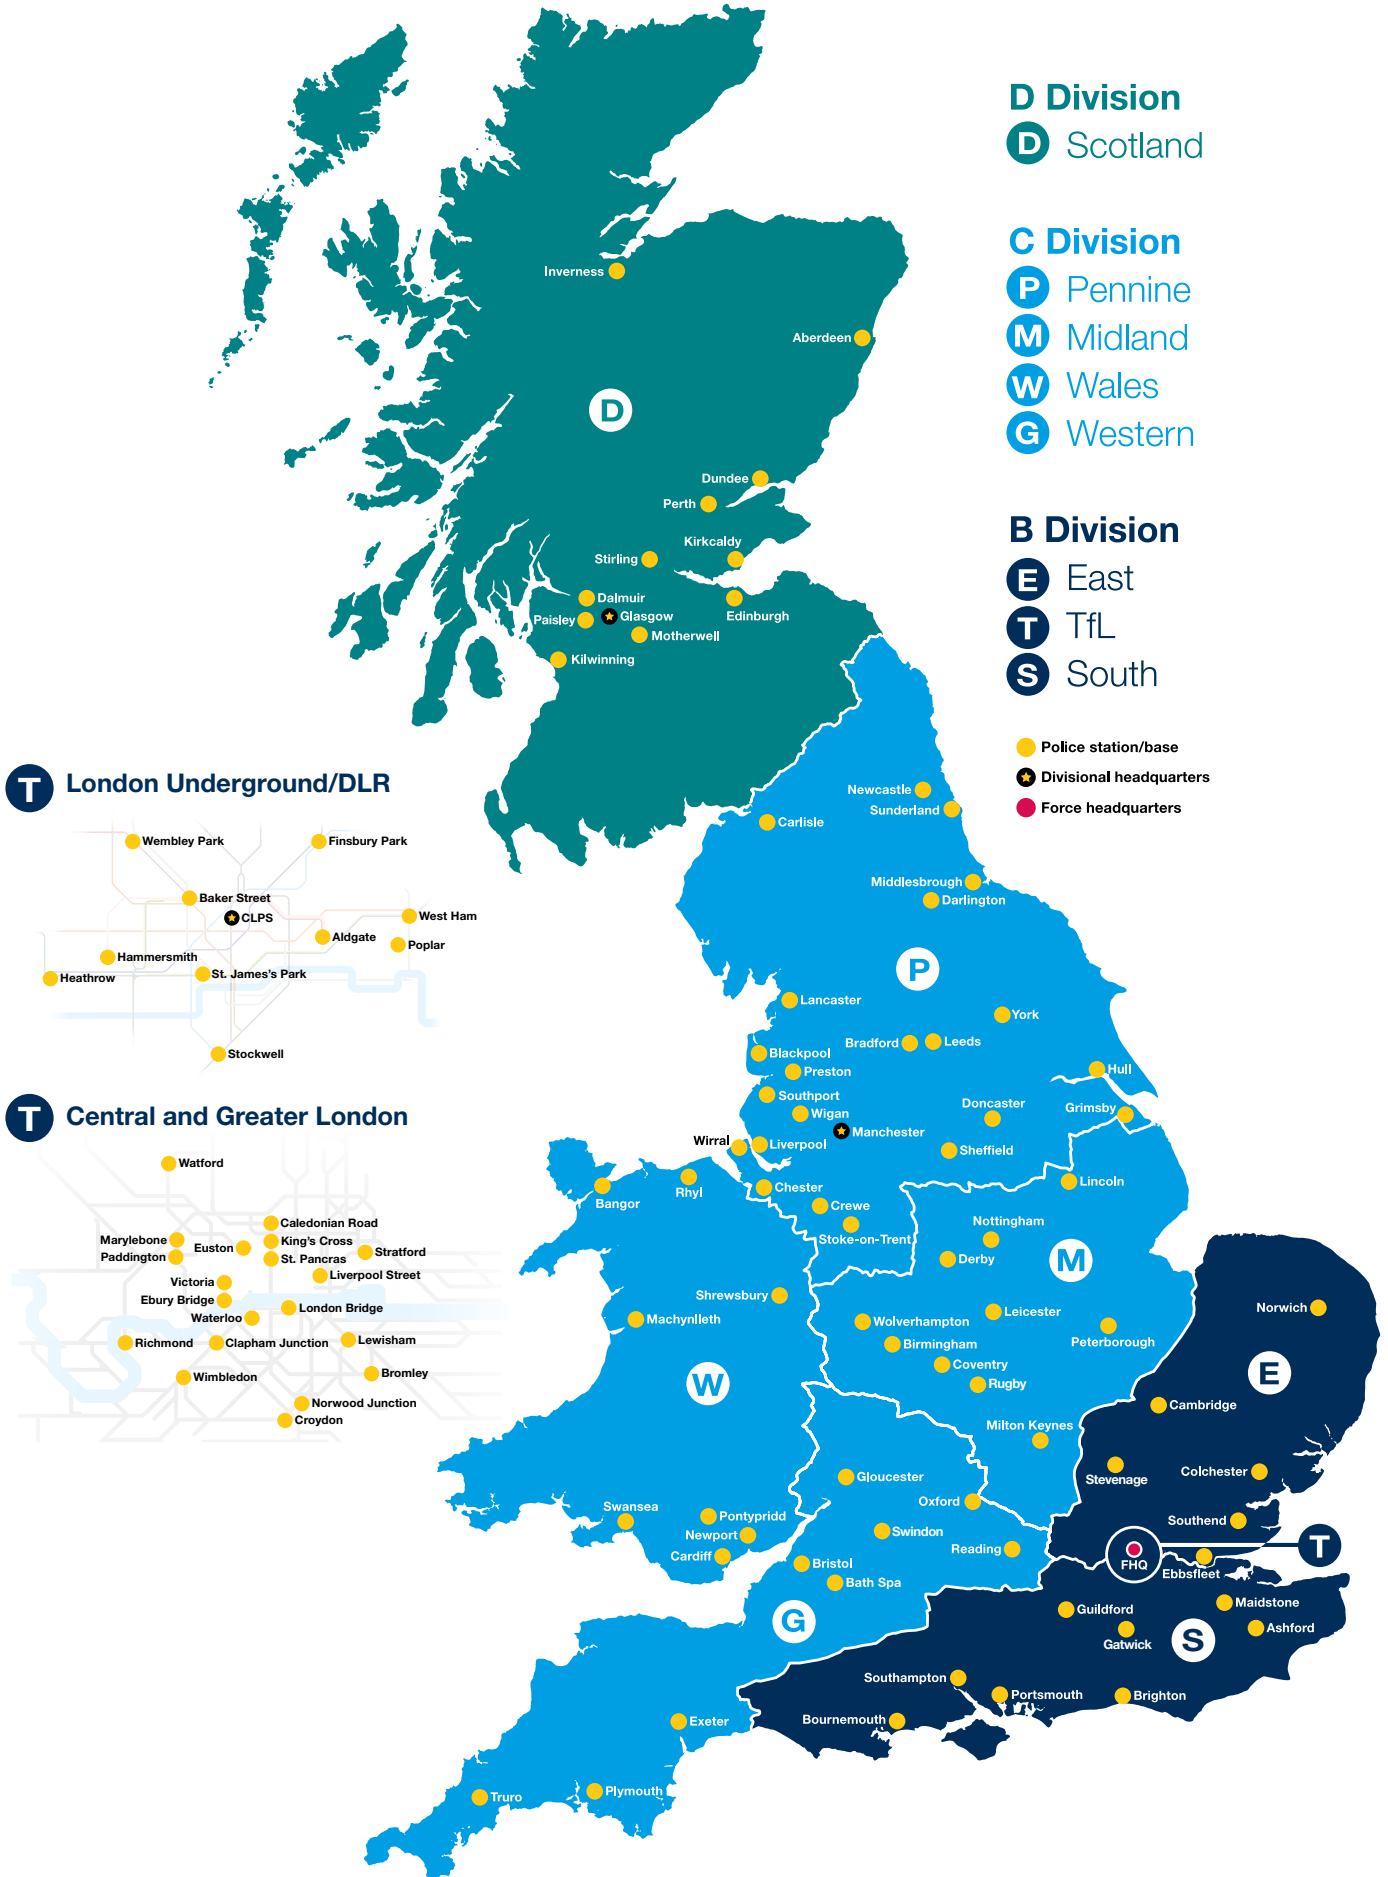 D Division
D Scotland
C Division
P Pennine
M Midland
W Wales
G Western
B Division
E East
T TfL
S South
Police station/base
Divisional headquarters
Force headquarters
Inverness
Aberdeen
D
Dundee
Perth
Kirkcaldy
Stirling
Dalmuir
Glasgow
Paisley
Edinburgh
Motherwell
Kilwinning
Newcastle
Sunderland
Carlisle
Middlesbrough
Darlington
P
Lancaster
York
Bradford
Leeds
Blackpool
Preston
Hull
Southport
Doncaster
Grimsby
Wigan
Manchester
Wirral
Liverpool
Sheffield
Chester
Lincoln
Rhyl
Bangor
Crewe
Stoke-on-Trent
Nottingham
Derby
M
Shrewsbury
Machynlleth
Leicester
Wolverhampton
Peterborough
Birmingham
Coventry
Rugby
W
Milton Keynes
Norwich
E
Cambridge
Stevenage
Colchester
Gloucester
Oxford
Swansea
Pontypridd
Newport
Cardiff
Swindon
Reading
Bristol
Bath Spa
Southend
T
FHQ
Ebbsfleet
G
Guildford
Maidstone
Gatwick
Ashford
S
Southampton
Portsmouth
Brighton
Bournemouth
Exeter
Plymouth
Truro
T London Underground/DLR
Wembley Park
Finsbury Park
Baker Street
CLPS
West Ham
Aldgate
Poplar
Hammersmith
Heathrow
St. James's Park
Stockwell
T Central and Greater London
Watford
Caledonian Road
Marylebone
King's Cross
Euston
Paddington
St. Pancras
Stratford
Liverpool Street
Victoria
Ebury Bridge
London Bridge
Waterloo
Richmond
Clapham Junction
Lewisham
Wimbledon
Bromley
Norwood Junction
Croydon